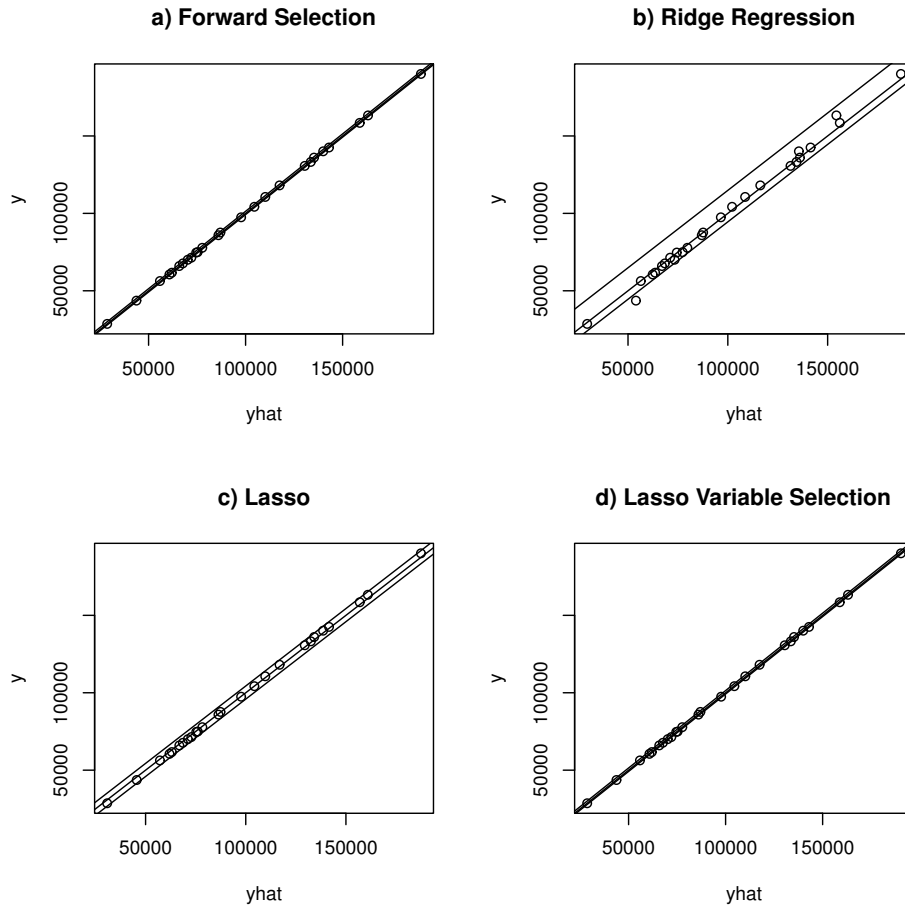 a) Forward Selection
y
50000 100000
50000 100000 150000
yhat
b) Ridge Regression
y
50000 100000
50000 100000 150000
yhat
c) Lasso
y
50000 100000
50000 100000 150000
yhat
d) Lasso Variable Selection
y
50000 100000
50000 100000 150000
yhat